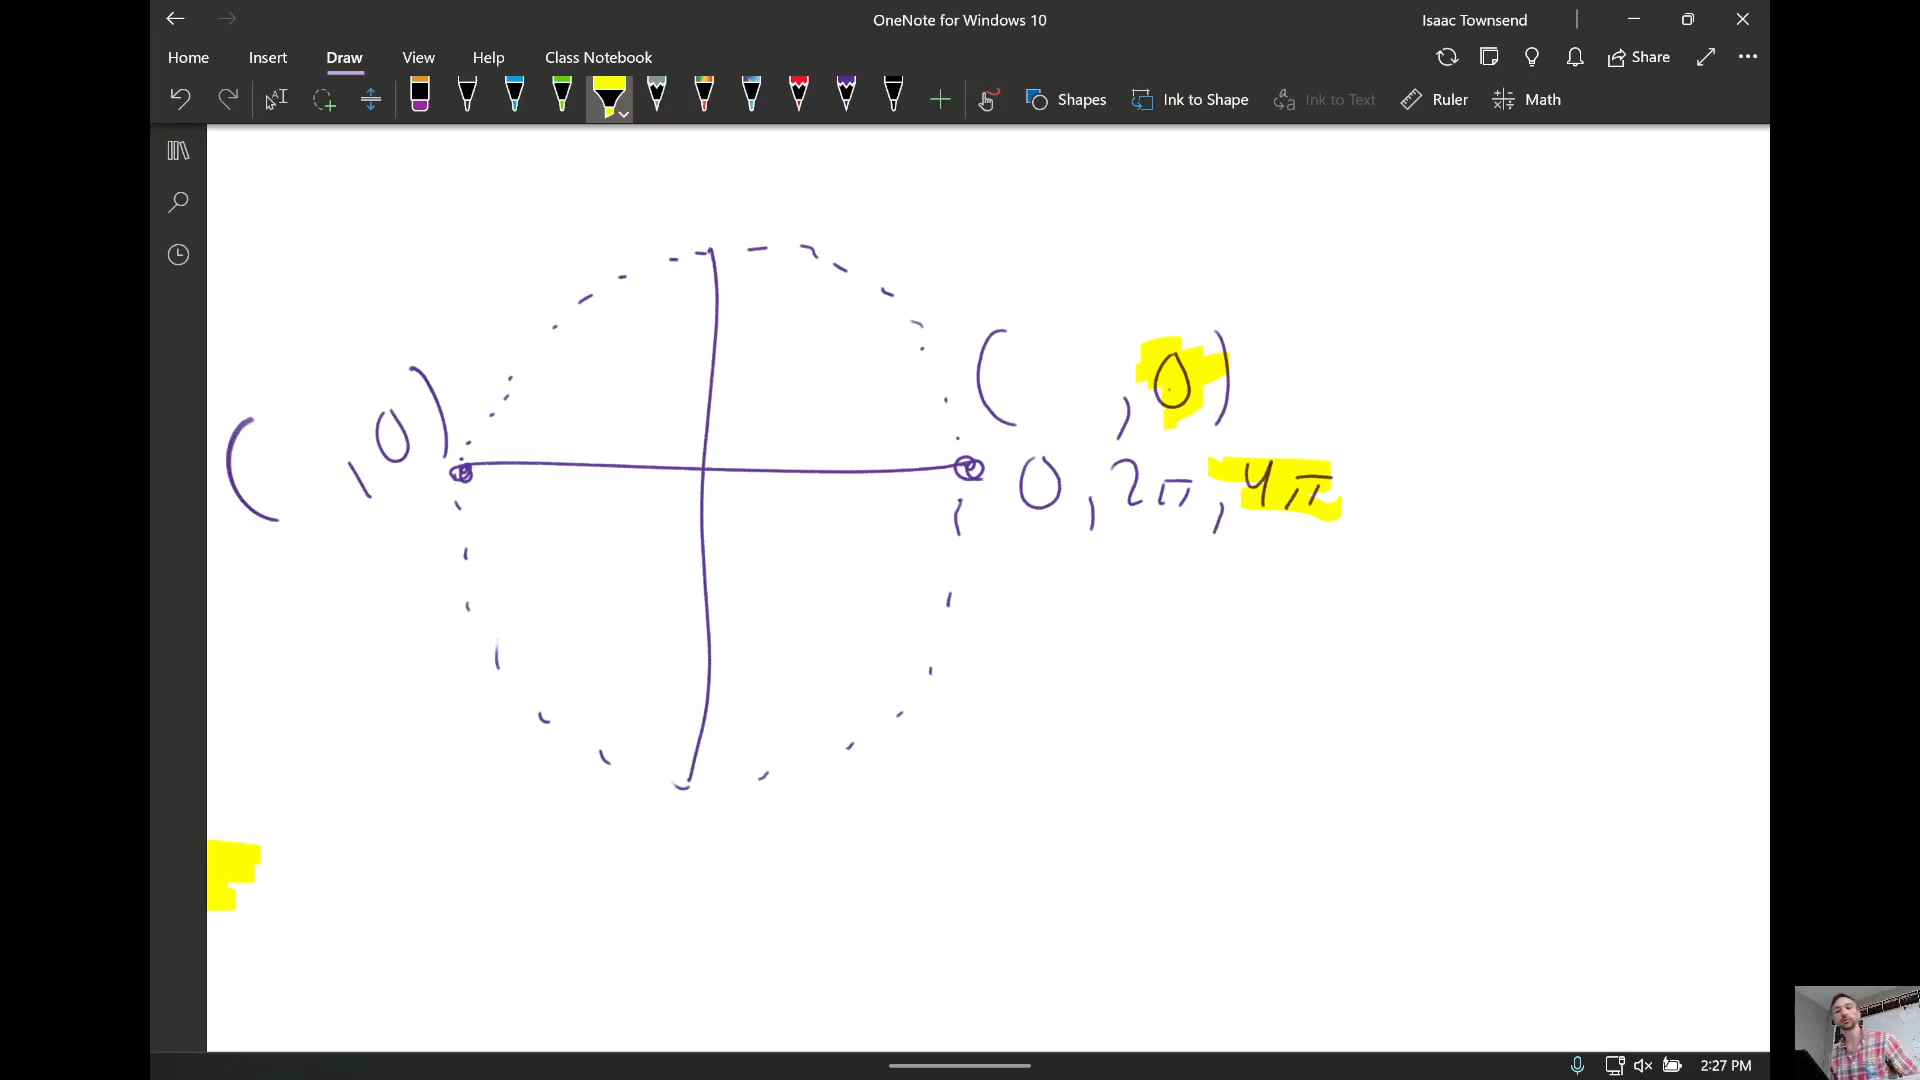 OneNote for Windows 10
Isaac Townsend
Home Insert Draw View Help Class Notebook
Share
Shapes Ink to Shape Ink to Text Ruler Math
( , 0)
( , 0)
0, 2π, 4π
2:27 PM